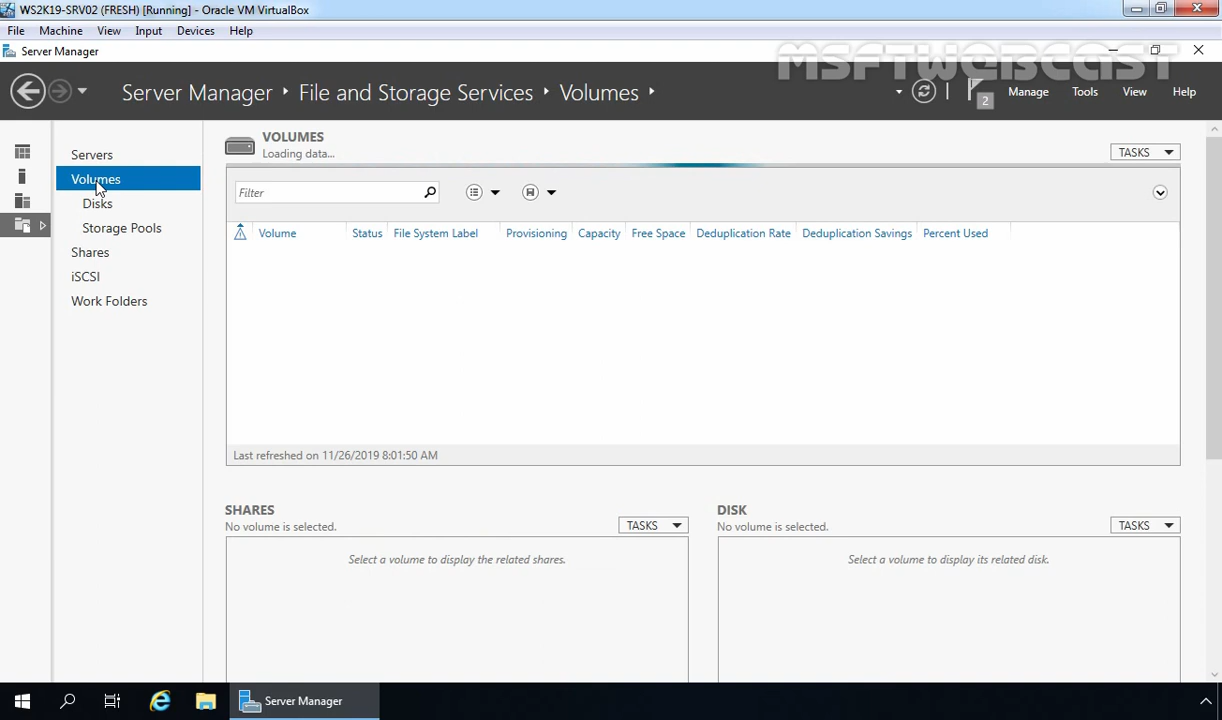 WS2K19-SRV02 (FRESH) [Running] - Oracle VM VirtualBox
File Machine View Input Devices Help
Server Manager
MSFTWEBCAST
Server Manager File and Storage Services Volumes
2 Manage Tools View Help
Servers
Volumes
Disks
Storage Pools
Shares
iSCSI
Work Folders
VOLUMES
Loading data...
TASKS
Filter
Volume Status File System Label Provisioning Capacity Free Space Deduplication Rate Deduplication Savings Percent Used
Last refreshed on 11/26/2019 8:01:50 AM
SHARES
No volume is selected.
TASKS
Select a volume to display the related shares.
DISK
No volume is selected.
TASKS
Select a volume to display its related disk.
Server Manager